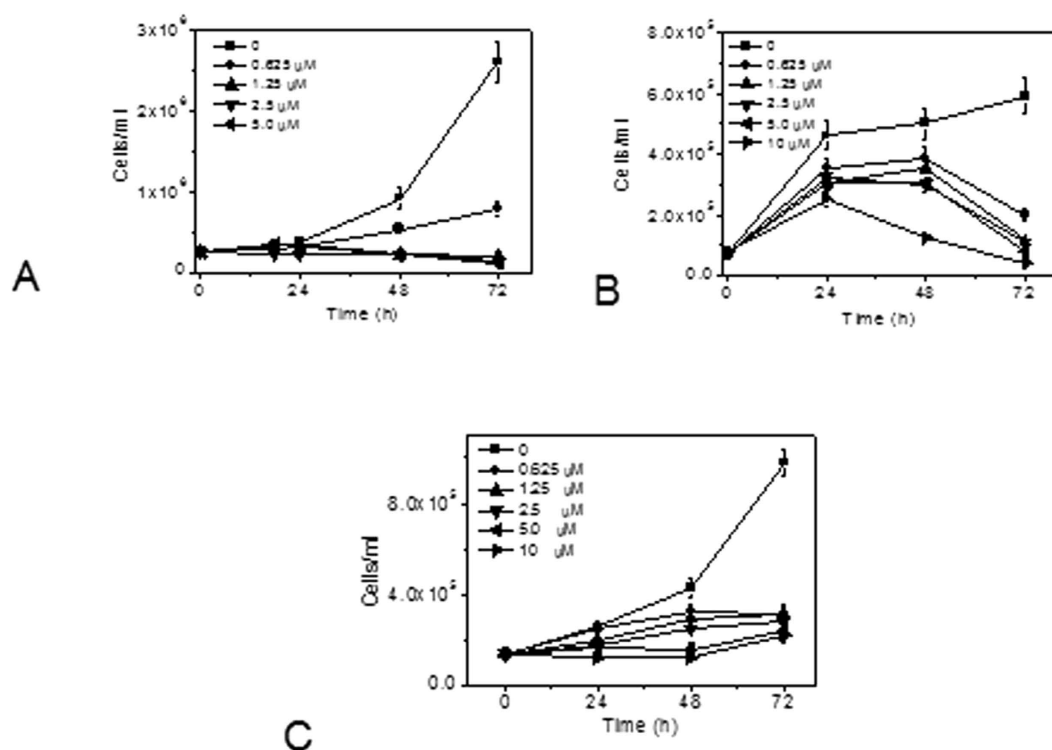 3x10⁶
0
0.625 µM
1.25 µM
2.5 µM
5.0 µM
2x10⁶
1x10⁶
0
Cells/ml
0 24 48 72
Time (h)
A
8.0x10⁵
0
0.625 µM
1.25 µM
2.5 µM
5.0 µM
10 µM
6.0x10⁵
4.0x10⁵
2.0x10⁵
0.0
Cells/ml
0 24 48 72
Time (h)
B
0
0.625 µM
1.25 µM
2.5 µM
5.0 µM
10 µM
8.0x10⁵
4.0x10⁵
0.0
Cells/ml
0 24 48 72
Time (h)
C